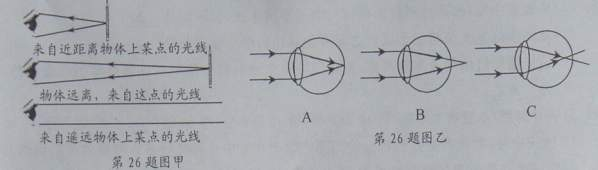 来自近距离物体上某点的光线
物体远离、来自这点的光线
来自遥远物体上某点的光线
第26题图甲
A
B
C
第26题图乙